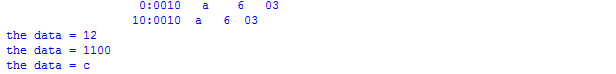 0:0010 a 6 03
10:0010 a 6 03
the data = 12
the data = 1100
the data = c